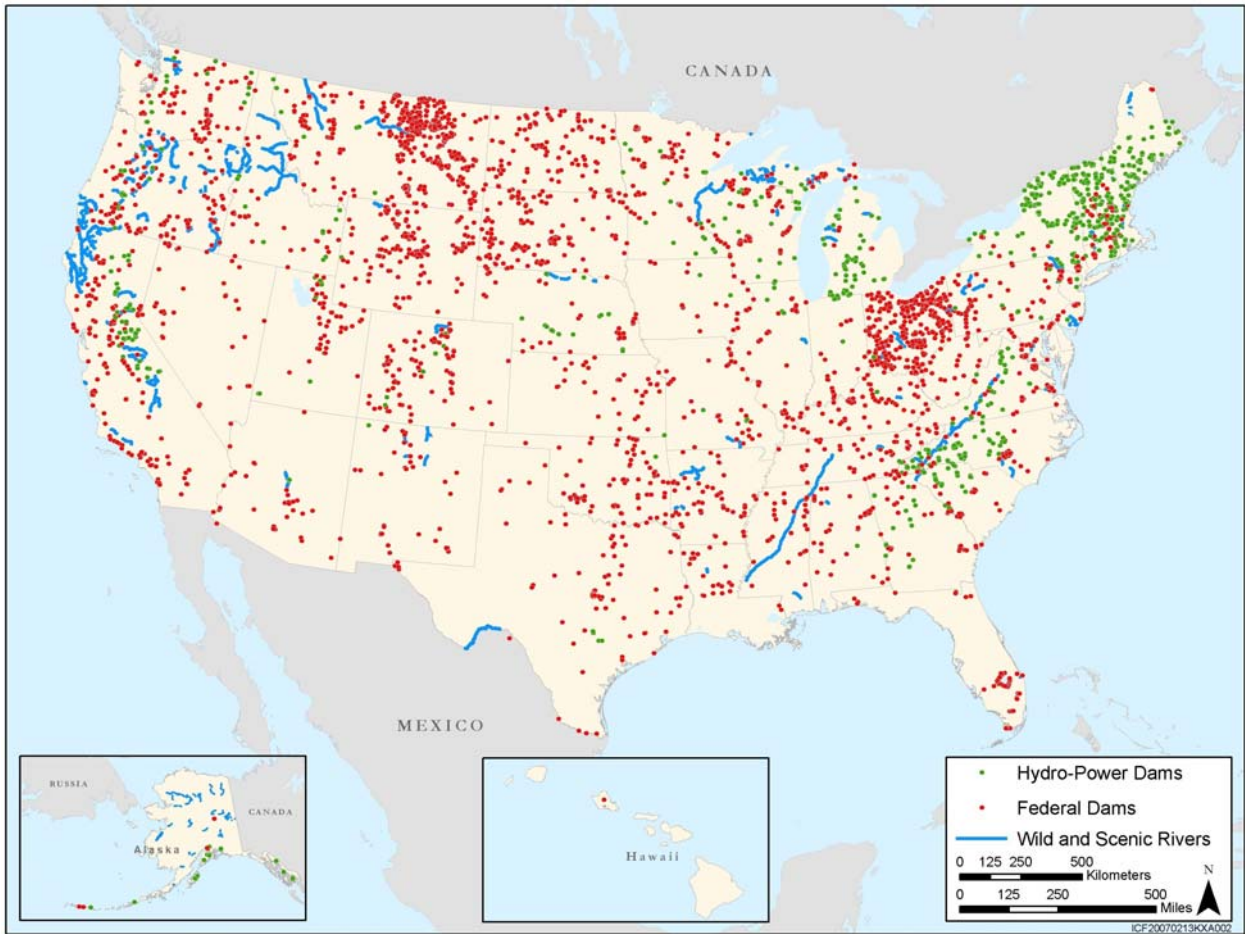 CANADA
MEXICO
RUSSIA
CANADA
Alaska
Hawaii
Hydro-Power Dams
Federal Dams
Wild and Scenic Rivers
0 125 250 500
Kilometers
N
0 125 250 500
Miles
ICF20070213KXA002